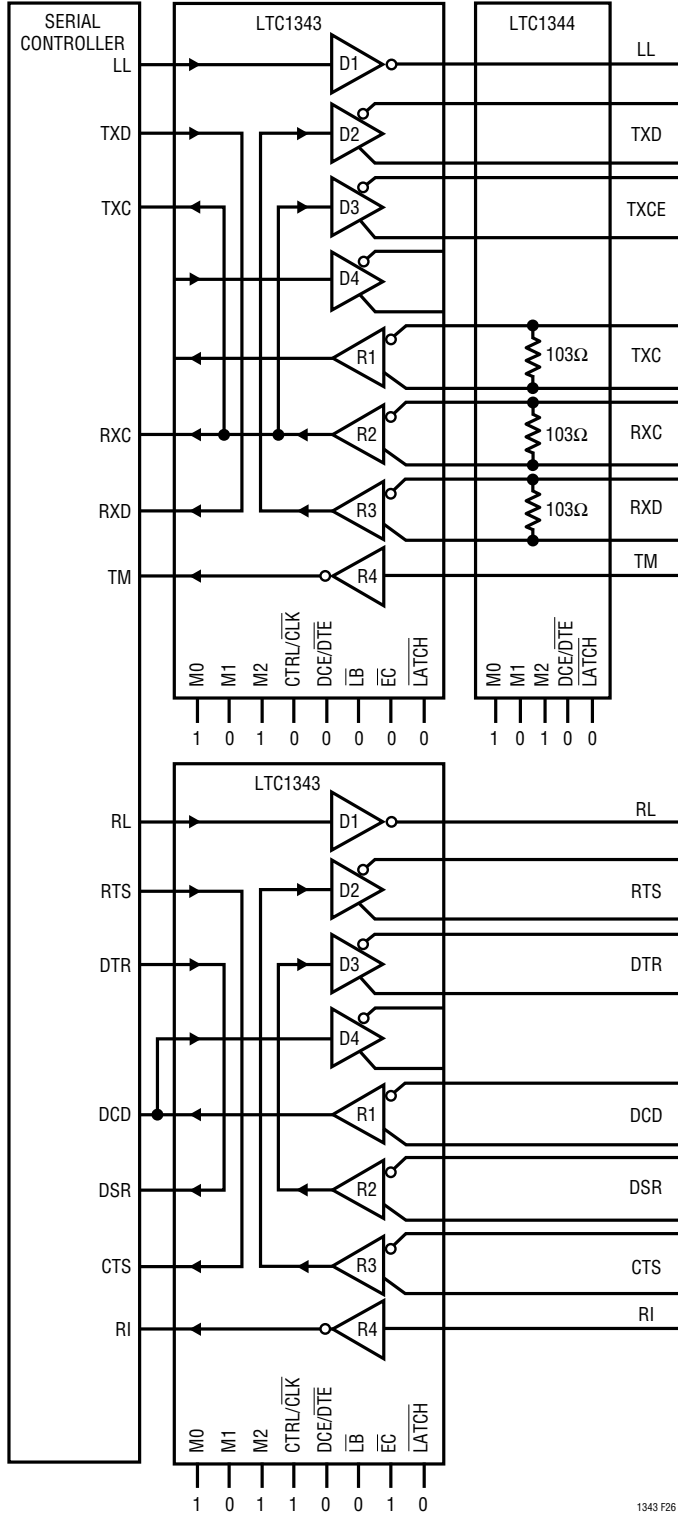 SERIAL
CONTROLLER
LTC1343
LTC1344
LL
D1
LL
TXD
D2
TXD
TXC
D3
TXCE
D4
R1
103Ω
TXC
RXC
R2
103Ω
RXC
RXD
R3
103Ω
RXD
TM
R4
TM
M0
M1
M2
CTRL/CLK
DCE/DTE
LB
EC
LATCH
M0
M1
M2
DCE/DTE
LATCH
1 0 1 0 0 0 0 0
1 0 1 0 0
LTC1343
RL
D1
RL
RTS
D2
RTS
DTR
D3
DTR
D4
DCD
R1
DCD
DSR
R2
DSR
CTS
R3
CTS
RI
R4
RI
M0
M1
M2
CTRL/CLK
DCE/DTE
LB
EC
LATCH
1 0 1 1 0 0 1 0
1343 F26